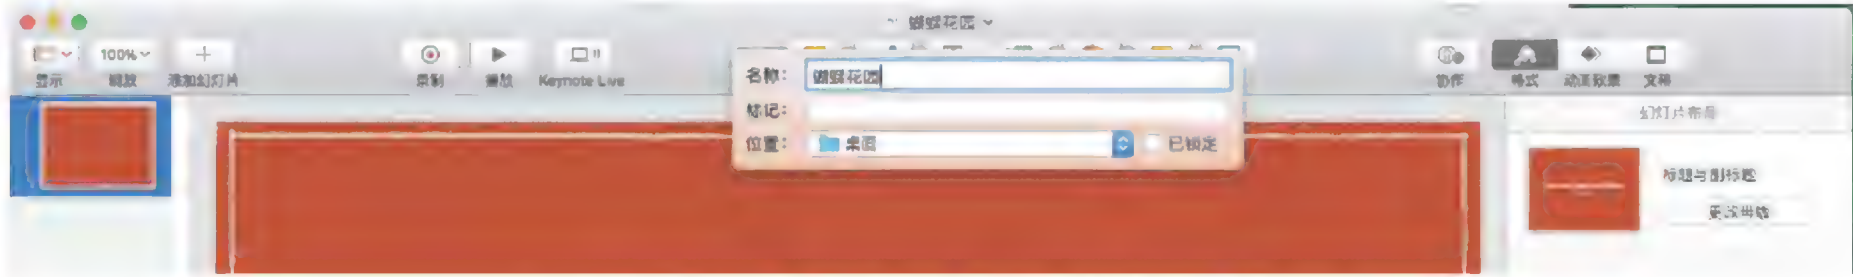 蝴蝶花园
100%
显示
缩放
添加幻灯片
录制
播放
Keynote Live
协作
格式
动画效果
文稿
名称：
蝴蝶花园
标记：
位置：
桌面
已锁定
幻灯片布局
标题与副标题
更改母版